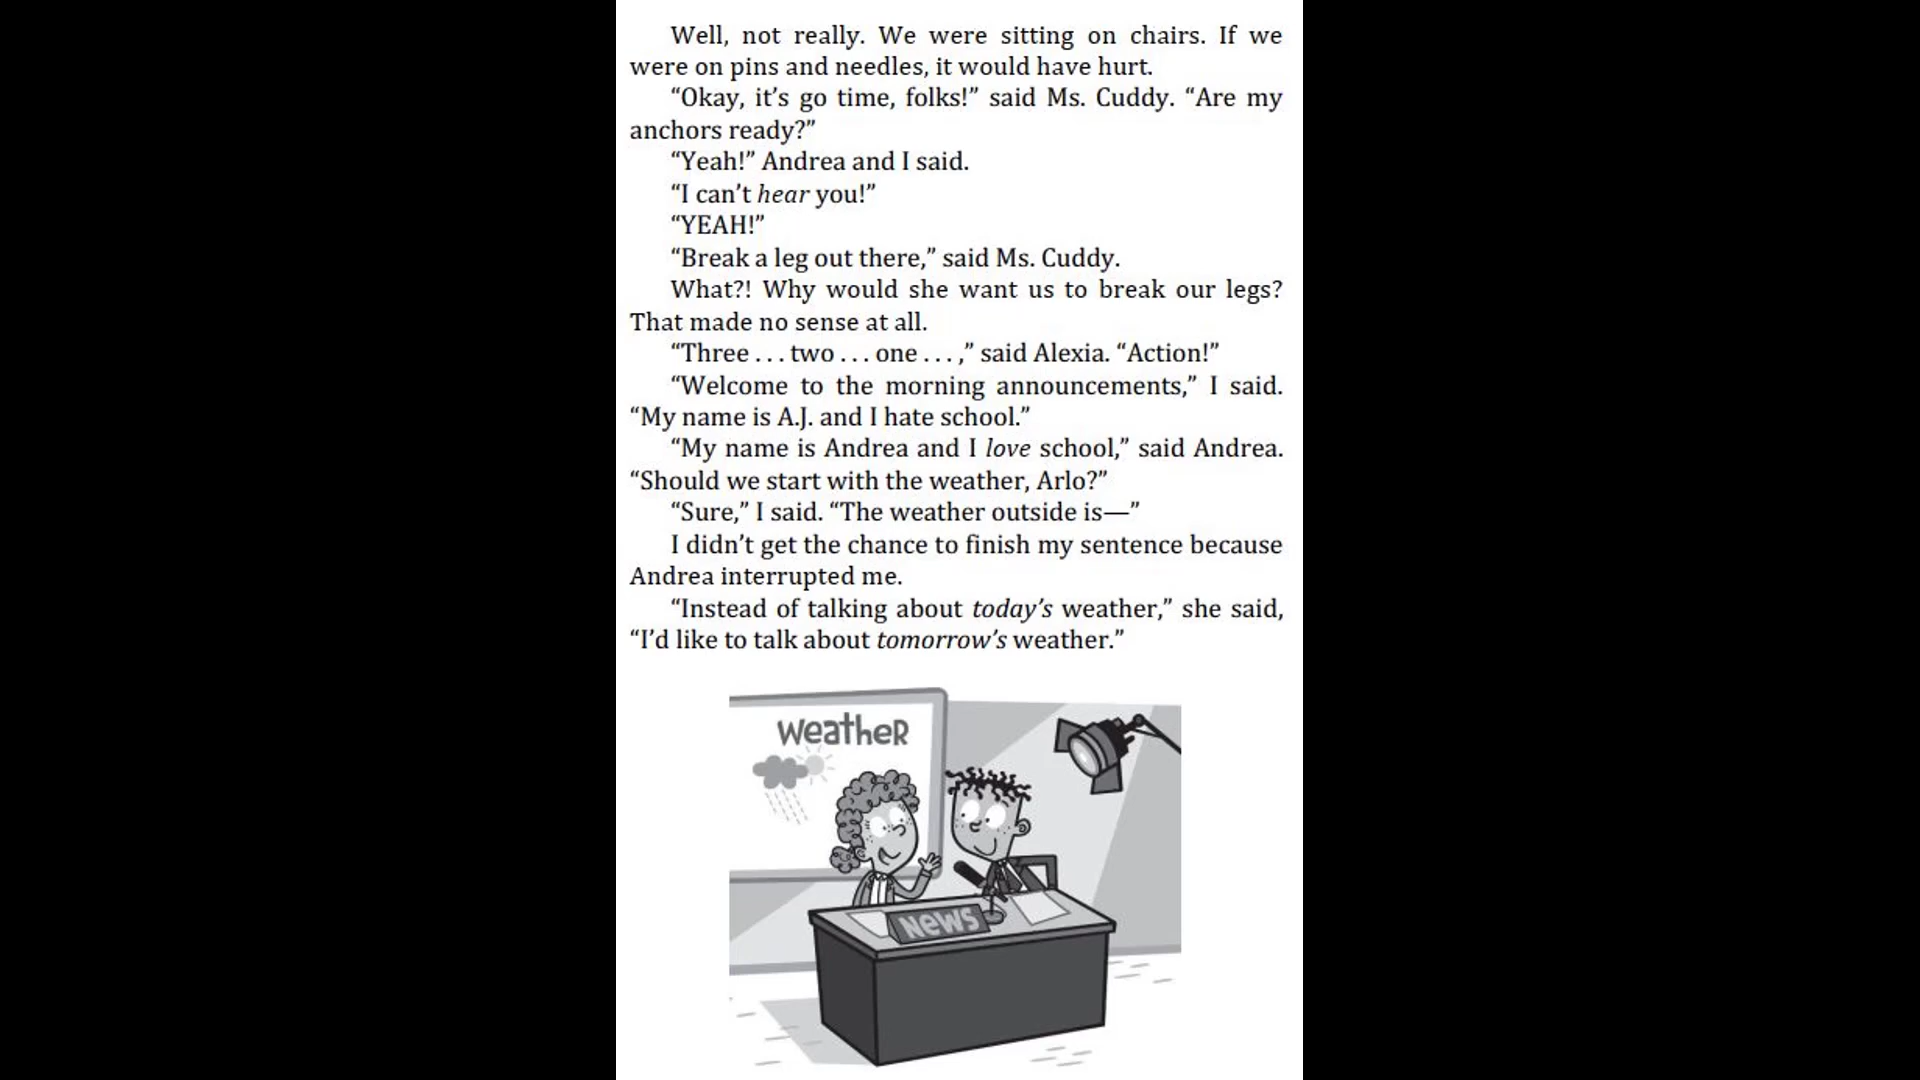 Well, not really. We were sitting on chairs. If we
were on pins and needles, it would have hurt.
“Okay, it’s go time, folks!” said Ms. Cuddy. “Are my
anchors ready?”
“Yeah!” Andrea and I said.
“I can’t hear you!”
“YEAH!”
“Break a leg out there,” said Ms. Cuddy.
What?! Why would she want us to break our legs?
That made no sense at all.
“Three . . . two . . . one . . . ,” said Alexia. “Action!”
“Welcome to the morning announcements,” I said.
“My name is A.J. and I hate school.”
“My name is Andrea and I love school,” said Andrea.
“Should we start with the weather, Arlo?”
“Sure,” I said. “The weather outside is—”
I didn’t get the chance to finish my sentence because
Andrea interrupted me.
“Instead of talking about today’s weather,” she said,
“I’d like to talk about tomorrow’s weather.”
WeatheR
NeWS